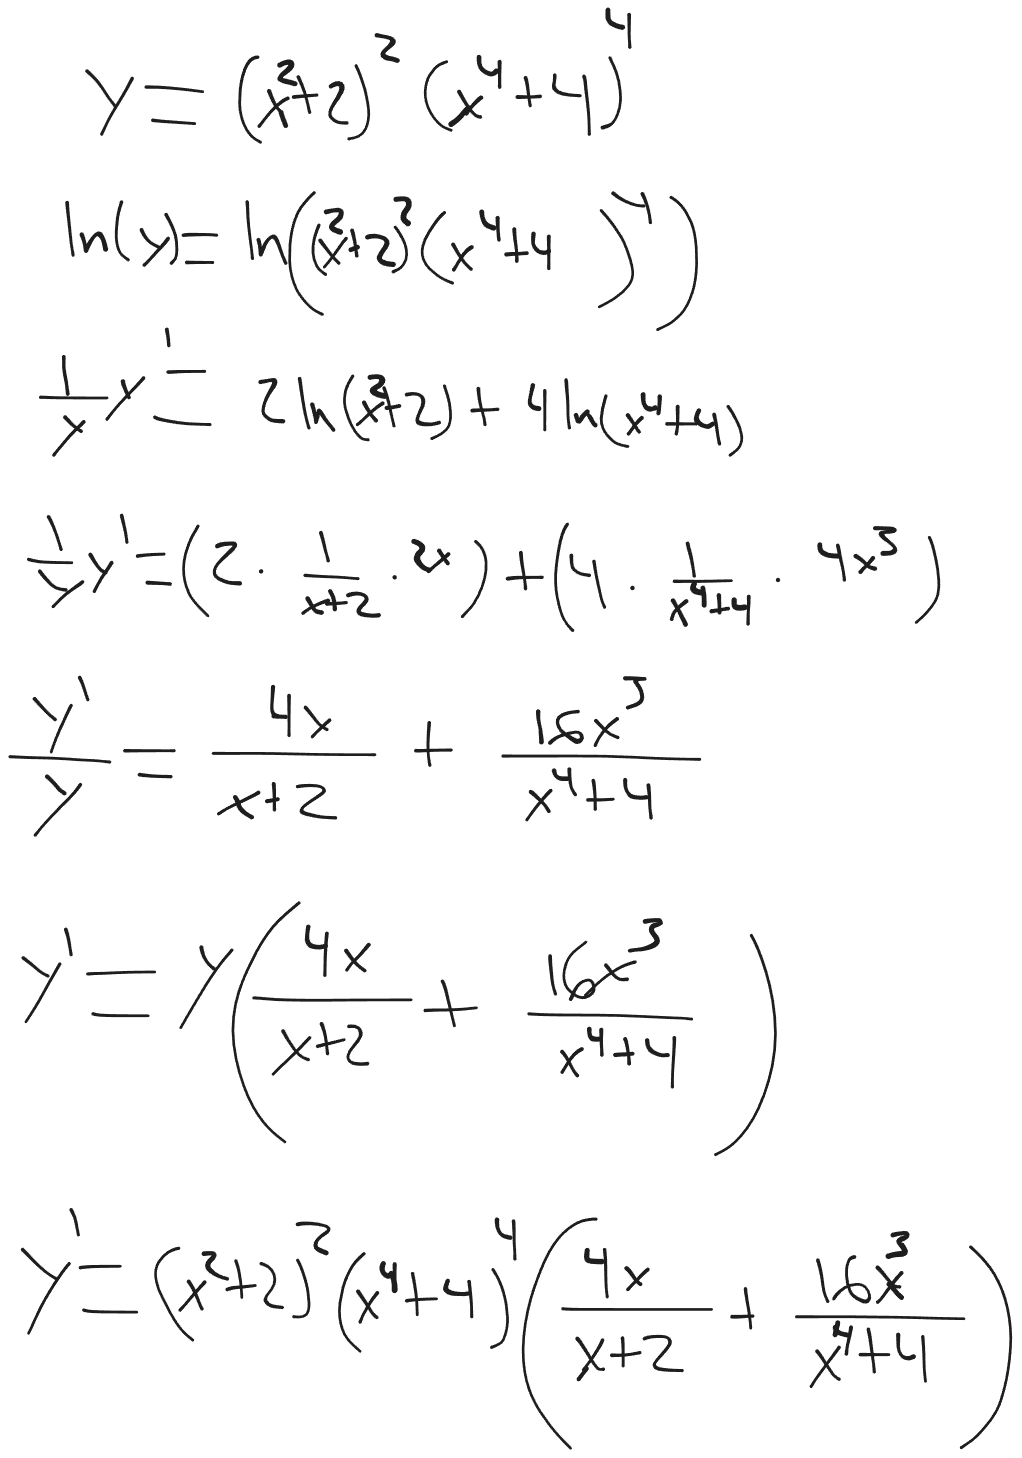 y = (x²+2)² (x⁴+4)⁴
ln(y) = ln((x²+2)²(x⁴+4)⁴)
1/y y' = 2 ln(x²+2) + 4 ln(x⁴+4)
1/y y' = (2 · 1/(x+2) · 2x) + (4 · 1/(x⁴+4) · 4x³)
y'/y = 4x/(x+2) + 16x³/(x⁴+4)
y' = y(4x/(x+2) + 16x³/(x⁴+4))
y' = (x²+2)² (x⁴+4)⁴ (4x/(x+2) + 16x³/(x⁴+4))